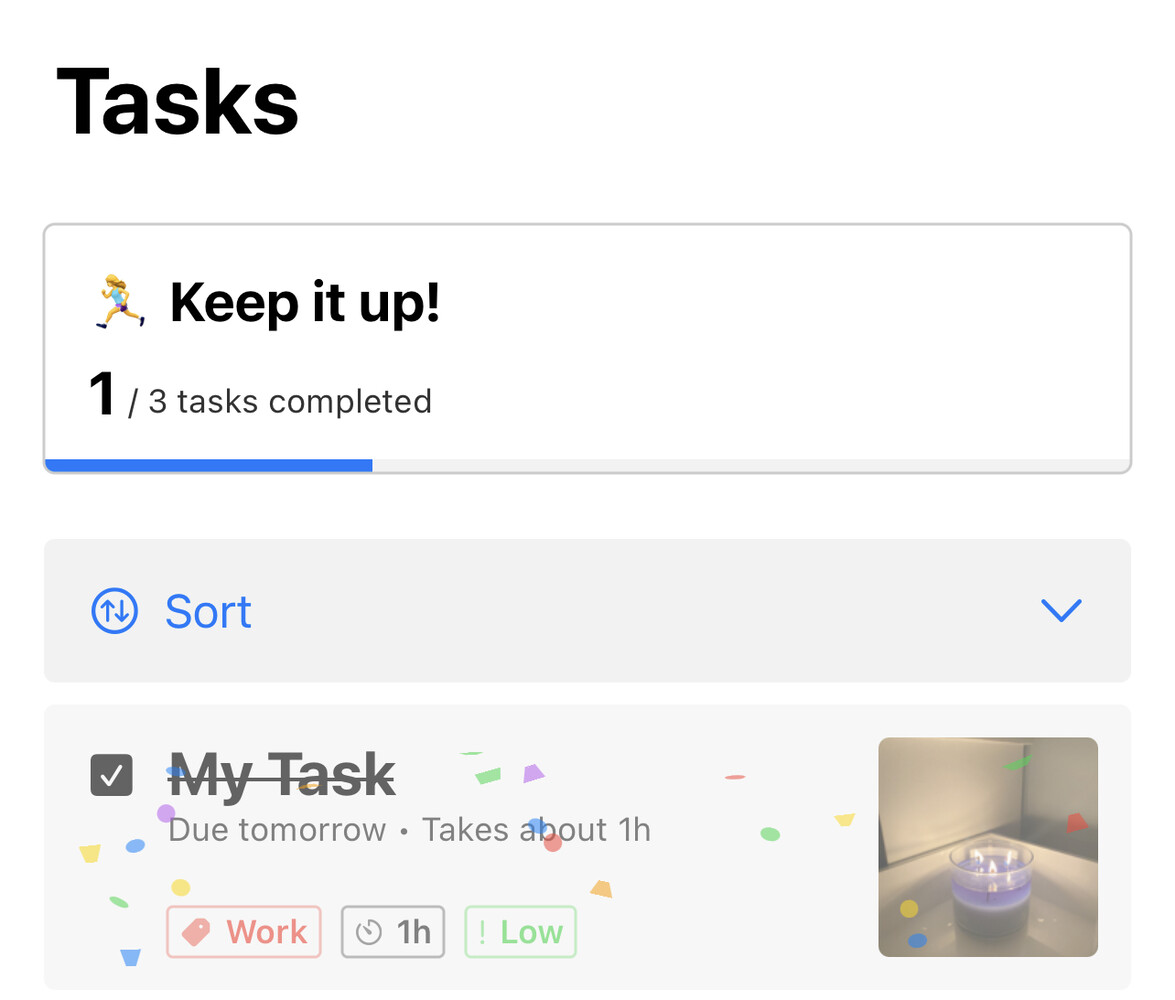 Tasks
Keep it up!
1 / 3 tasks completed
Sort
My Task
Due tomorrow • Takes about 1h
Work 1h ! Low